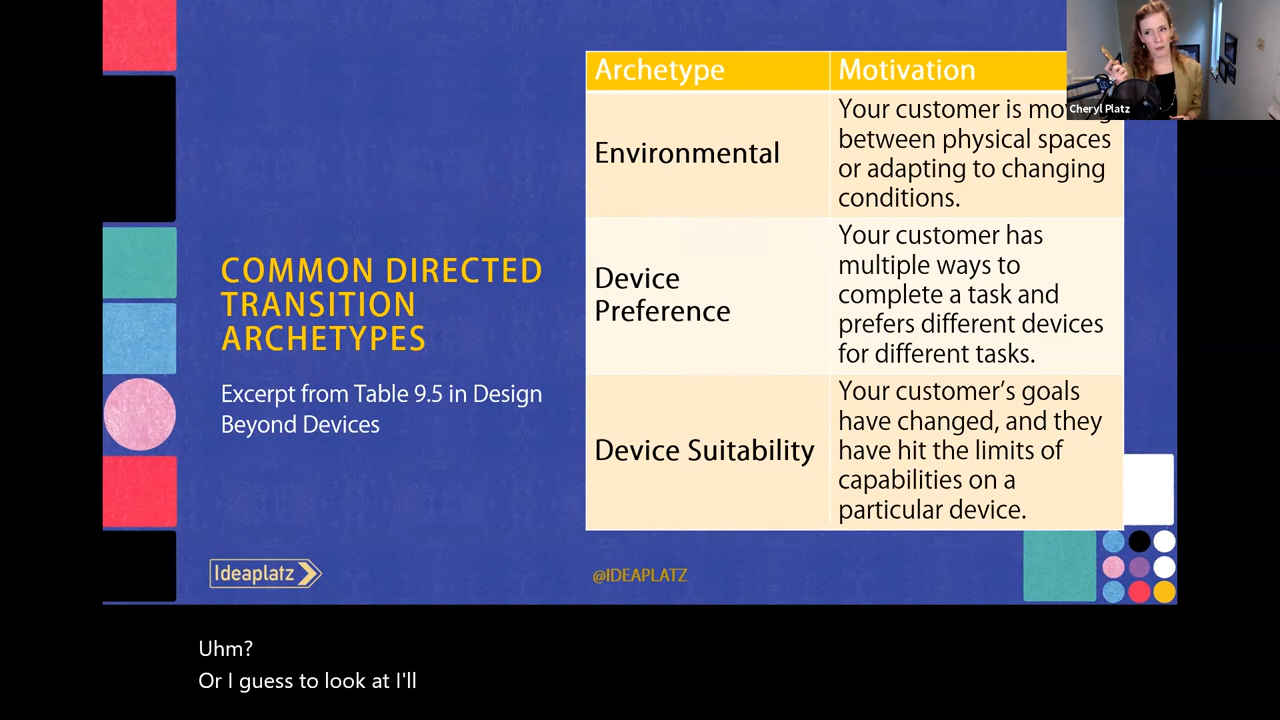 Archetype
Motivation
Cheryl Platz
Environmental
Your customer is mo
between physical spaces
or adapting to changing
conditions.
Device
Preference
Your customer has
multiple ways to
complete a task and
prefers different devices
for different tasks.
Device Suitability
Your customer’s goals
have changed, and they
have hit the limits of
capabilities on a
particular device.
COMMON DIRECTED
TRANSITION
ARCHETYPES
Excerpt from Table 9.5 in Design
Beyond Devices
Ideaplatz
@IDEAPLATZ
Uhm?
Or I guess to look at I'll